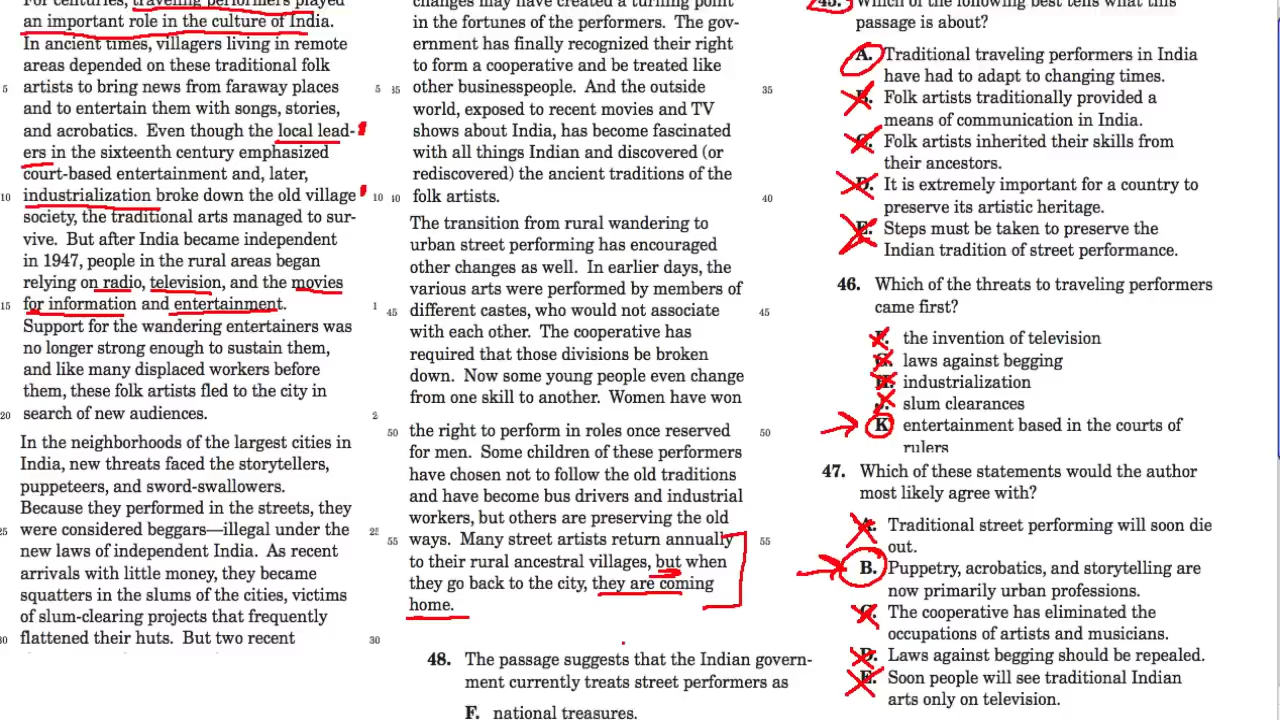 For centuries, traveling performers played
an important role in the culture of India.
In ancient times, villagers living in remote
areas depended on these traditional folk
5 artists to bring news from faraway places
and to entertain them with songs, stories,
and acrobatics. Even though the local lead-
ers in the sixteenth century emphasized
court-based entertainment and, later,
10 industrialization broke down the old village
society, the traditional arts managed to sur-
vive. But after India became independent
in 1947, people in the rural areas began
relying on radio, television, and the movies
15 for information and entertainment.
Support for the wandering entertainers was
no longer strong enough to sustain them,
and like many displaced workers before
them, these folk artists fled to the city in
20 search of new audiences.
In the neighborhoods of the largest cities in
India, new threats faced the storytellers,
puppeteers, and sword-swallowers.
Because they performed in the streets, they
25 were considered beggars—illegal under the
new laws of independent India. As recent
arrivals with little money, they became
squatters in the slums of the cities, victims
of slum-clearing projects that frequently
30 flattened their huts. But two recent
changes may have created a turning point
in the fortunes of the performers. The gov-
ernment has finally recognized their right
to form a cooperative and be treated like
5 35 other businesspeople. And the outside 35
world, exposed to recent movies and TV
shows about India, has become fascinated
with all things Indian and discovered (or
rediscovered) the ancient traditions of the
10 40 folk artists. 40
The transition from rural wandering to
urban street performing has encouraged
other changes as well. In earlier days, the
various arts were performed by members of
1 45 different castes, who would not associate 45
with each other. The cooperative has
required that those divisions be broken
down. Now some young people even change
from one skill to another. Women have won
2 50 the right to perform in roles once reserved 50
for men. Some children of these performers
have chosen not to follow the old traditions
and have become bus drivers and industrial
workers, but others are preserving the old
25 55 ways. Many street artists return annually 55
to their rural ancestral villages, but when
they go back to the city, they are coming
home.
30
48. The passage suggests that the Indian govern-
ment currently treats street performers as
F. national treasures.
45. Which of the following best tells what this
passage is about?
A. Traditional traveling performers in India
have had to adapt to changing times.
B. Folk artists traditionally provided a
means of communication in India.
C. Folk artists inherited their skills from
their ancestors.
D. It is extremely important for a country to
preserve its artistic heritage.
E. Steps must be taken to preserve the
Indian tradition of street performance.
46. Which of the threats to traveling performers
came first?
F. the invention of television
G. laws against begging
H. industrialization
J. slum clearances
K entertainment based in the courts of
rulers
47. Which of these statements would the author
most likely agree with?
A. Traditional street performing will soon die
out.
B. Puppetry, acrobatics, and storytelling are
now primarily urban professions.
C. The cooperative has eliminated the
occupations of artists and musicians.
D. Laws against begging should be repealed.
E. Soon people will see traditional Indian
arts only on television.